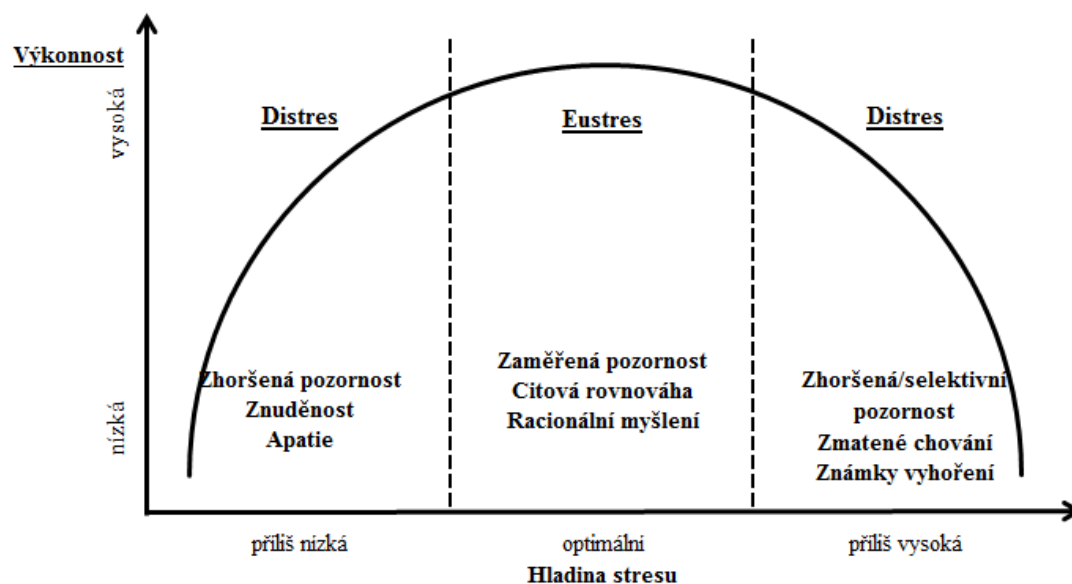 Výkonnost
vysoká
nízká
Distres
Eustres
Distres
Zhoršená pozornost
Znuděnost
Apatie
Zaměřená pozornost
Citová rovnováha
Racionální myšlení
Zhoršená/selektivní
pozornost
Zmatené chování
Známky vyhoření
příliš nízká
optimální
příliš vysoká
Hladina stresu